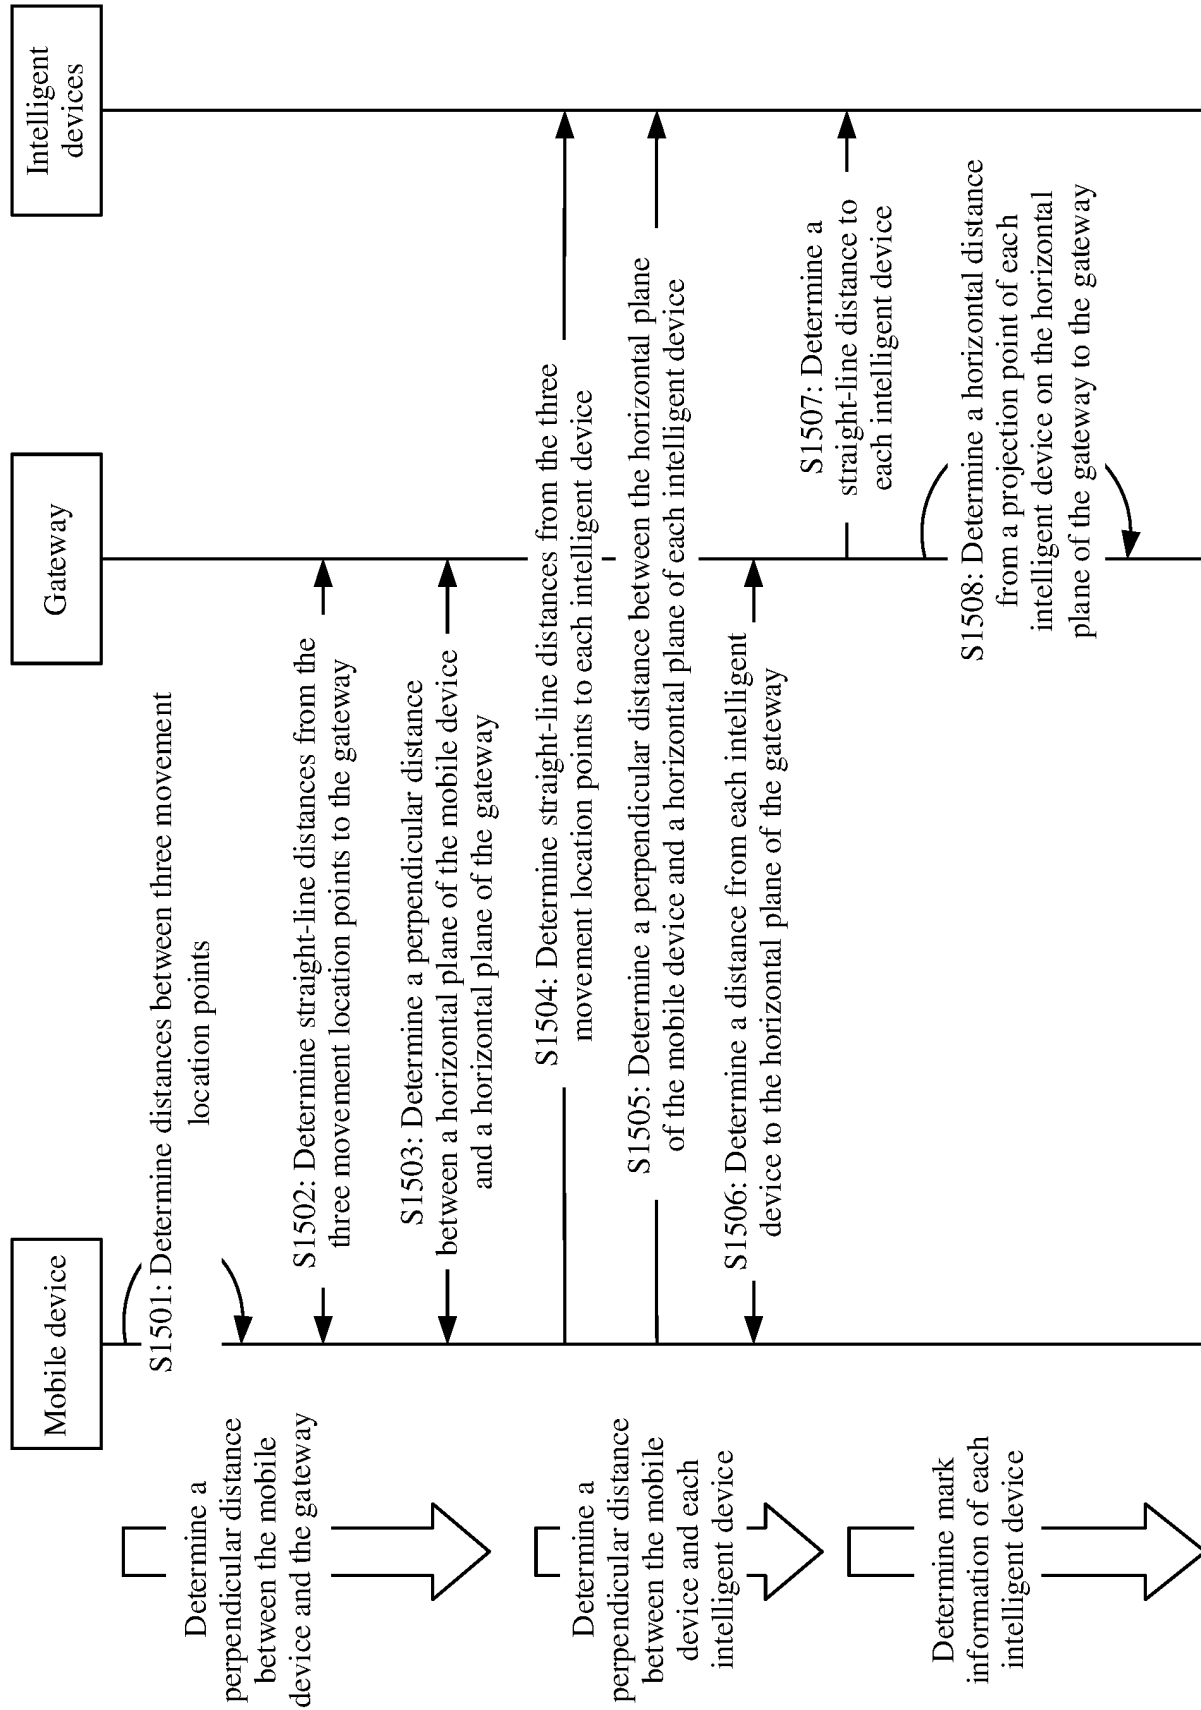 Mobile device
Gateway
Intelligent
devices
Determine a
perpendicular distance
between the mobile
device and the gateway
S1501: Determine distances between three movement
location points
S1502: Determine straight-line distances from the
three movement location points to the gateway
S1503: Determine a perpendicular distance
between a horizontal plane of the mobile device
and a horizontal plane of the gateway
Determine a
perpendicular distance
between the mobile
device and each
intelligent device
S1504: Determine straight-line distances from the three
movement location points to each intelligent device
S1505: Determine a perpendicular distance between the horizontal plane
of the mobile device and a horizontal plane of each intelligent device
S1506: Determine a distance from each intelligent
device to the horizontal plane of the gateway
Determine mark
information of each
intelligent device
S1507: Determine a
straight-line distance to
each intelligent device
S1508: Determine a horizontal distance
from a projection point of each
intelligent device on the horizontal
plane of the gateway to the gateway